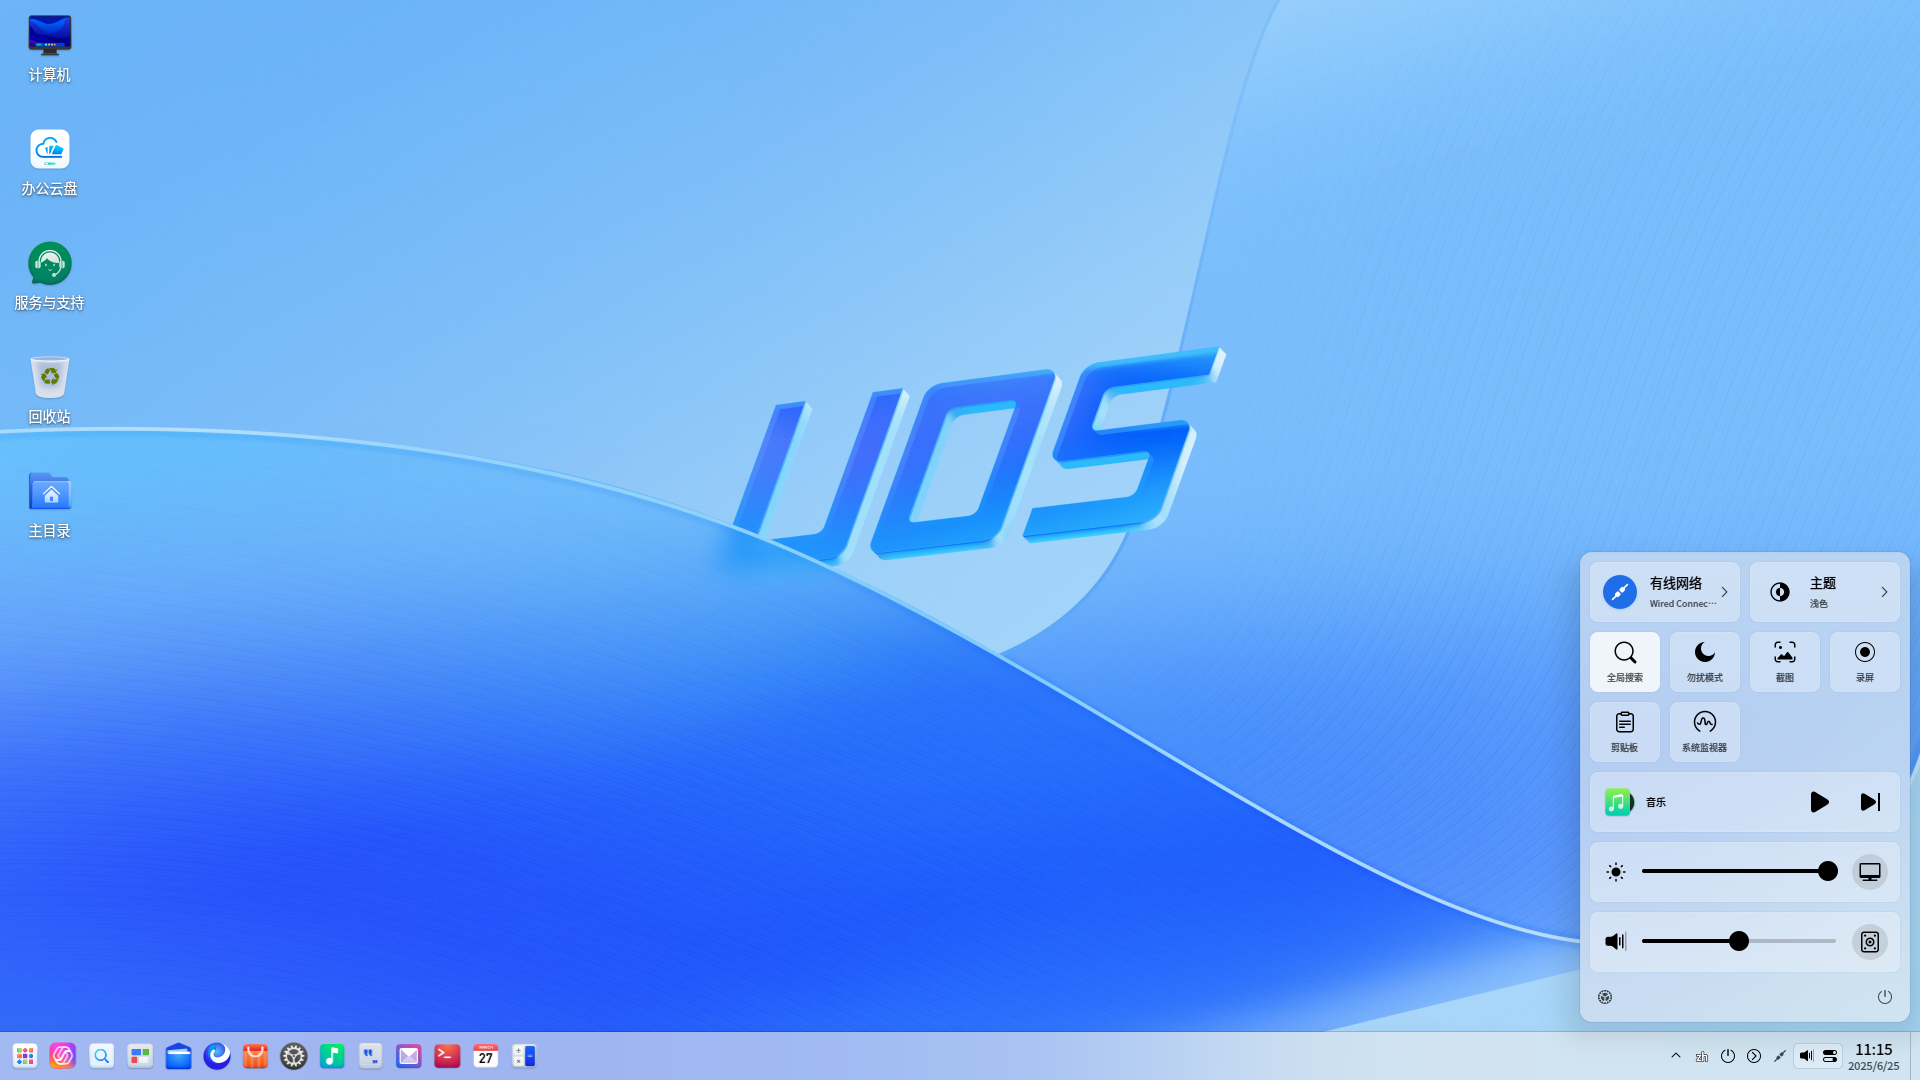 计算机
办公云盘
服务与支持
回收站
主目录
UOS
有线网络
Wired Connec···
主题
浅色
全局搜索
勿扰模式
截图
录屏
剪贴板
系统监视器
音乐
MARCH
27
zh
11:15
2025/6/25